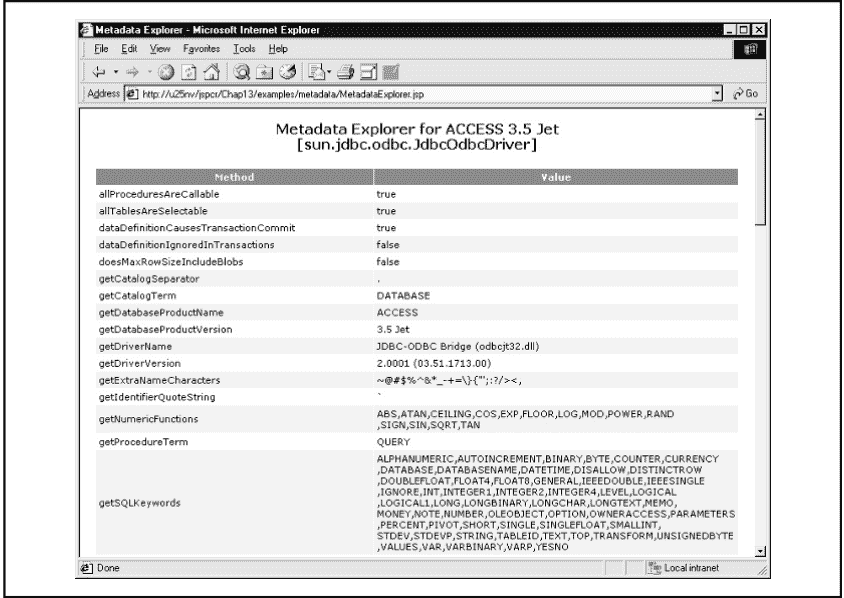 Metadata Explorer - Microsoft Internet Explorer
File Edit View Favorites Tools Help
Address http://u25nv/jspcr/Chap13/examples/metadata/MetadataExplorer.jsp Go
Metadata Explorer for ACCESS 3.5 Jet
[sun.jdbc.odbc.JdbcOdbcDriver]
Method Value
allProceduresAreCallable true
allTablesAreSelectable true
dataDefinitionCausesTransactionCommit true
dataDefinitionIgnoredInTransactions false
doesMaxRowSizeIncludeBlobs false
getCatalogSeparator .
getCatalogTerm DATABASE
getDatabaseProductName ACCESS
getDatabaseProductVersion 3.5 Jet
getDriverName JDBC-ODBC Bridge (odbcjt32.dll)
getDriverVersion 2.0001 (03.51.1713.00)
getExtraNameCharacters ~@#$%^&*_-+=\}{"';:?/><,
getIdentifierQuoteString `
getNumericFunctions ABS,ATAN,CEILING,COS,EXP,FLOOR,LOG,MOD,POWER,RAND
,SIGN,SIN,SQRT,TAN
getProcedureTerm QUERY
getSQLKeywords ALPHANUMERIC,AUTOINCREMENT,BINARY,BYTE,COUNTER,CURRENCY
,DATABASE,DATABASENAME,DATETIME,DISALLOW,DISTINCTROW
,DOUBLEFLOAT,FLOAT4,FLOAT8,GENERAL,IEEEDOUBLE,IEEESINGLE
,IGNORE,INT,INTEGER1,INTEGER2,INTEGER4,LEVEL,LOGICAL
,LOGICAL1,LONG,LONGBINARY,LONGCHAR,LONGTEXT,MEMO,
MONEY,NOTE,NUMBER,OLEOBJECT,OPTION,OWNERACCESS,PARAMETERS
,PERCENT,PIVOT,SHORT,SINGLE,SINGLEFLOAT,SMALLINT,
STDEV,STDEVP,STRING,TABLEID,TEXT,TOP,TRANSFORM,UNSIGNEDBYTE
,VALUES,VAR,VARBINARY,VARP,YESNO
Done Local intranet